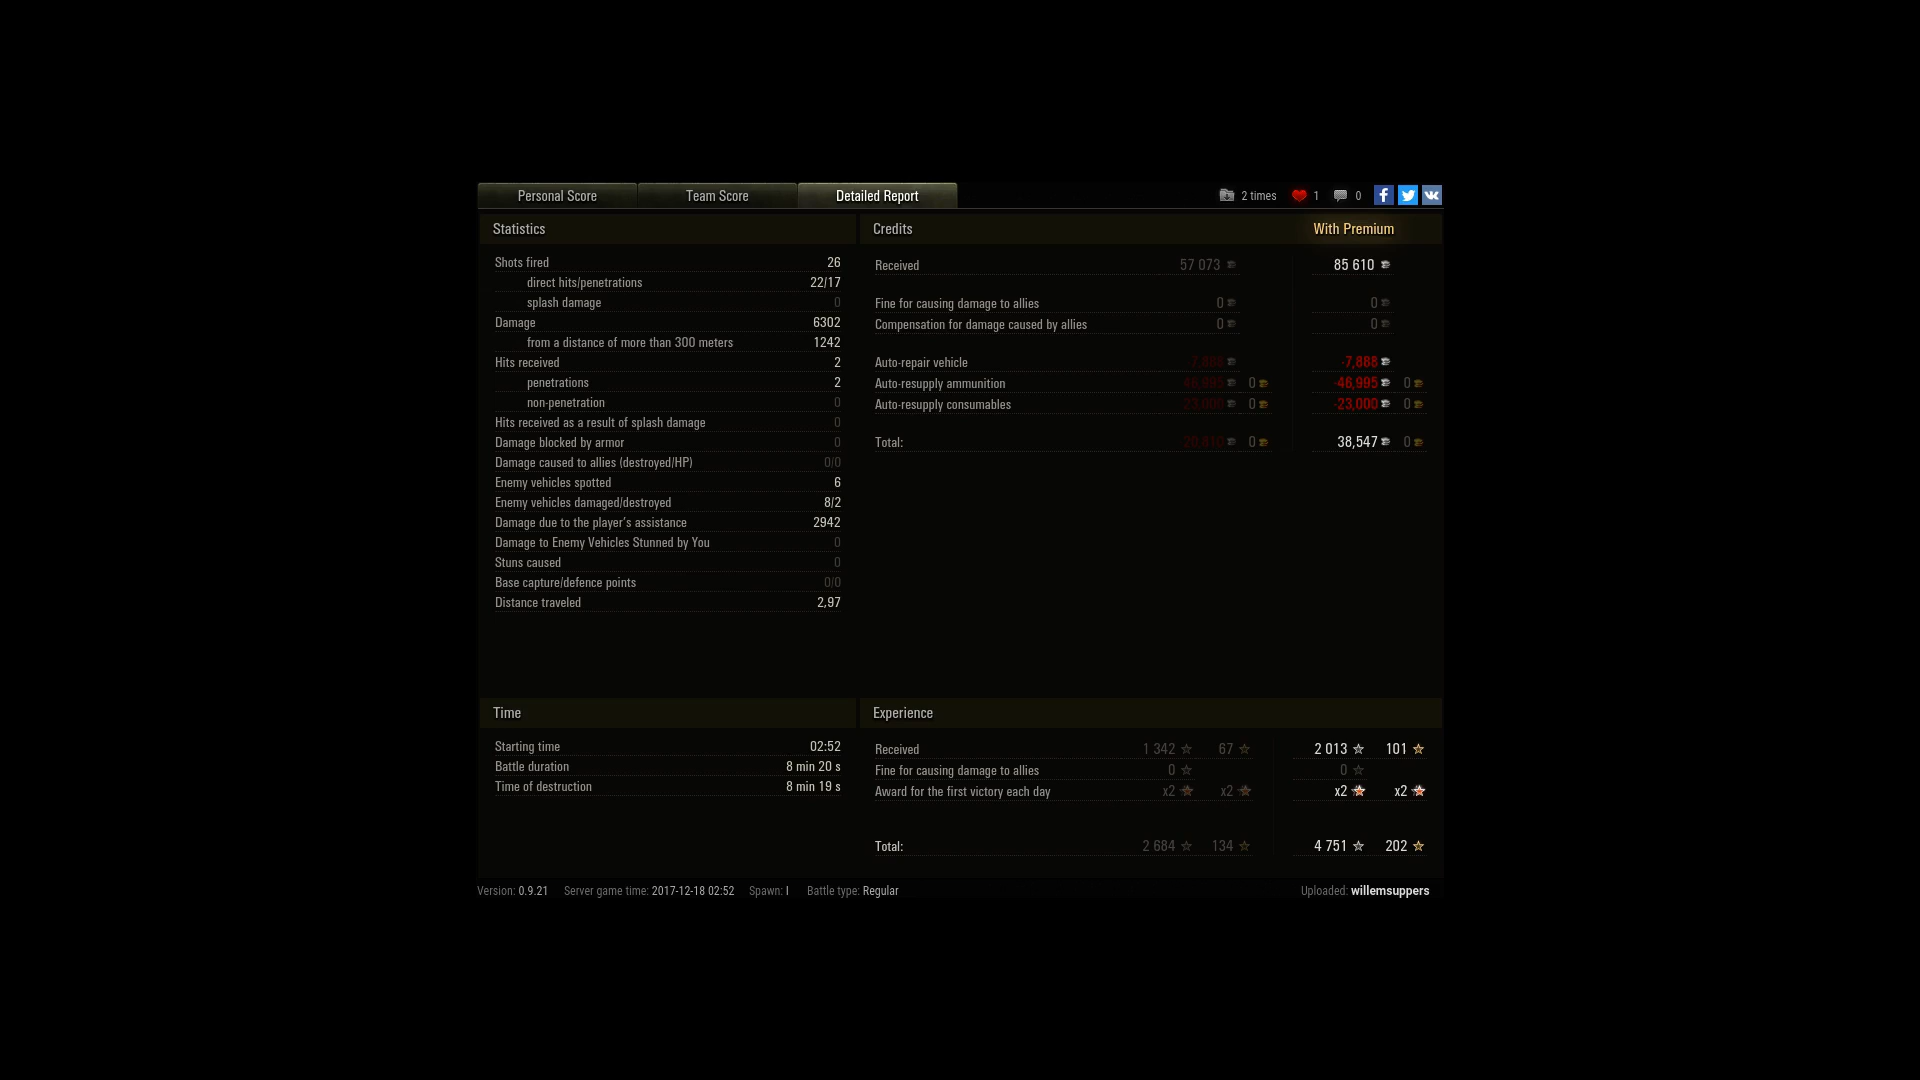 Personal Score Team Score Detailed Report 2 times 1 0
Statistics
Shots fired 26
direct hits/penetrations 22/17
splash damage 0
Damage 6302
from a distance of more than 300 meters 1242
Hits received 2
penetrations 2
non-penetration 0
Hits received as a result of splash damage 0
Damage blocked by armor 0
Damage caused to allies (destroyed/HP) 0/0
Enemy vehicles spotted 6
Enemy vehicles damaged/destroyed 8/2
Damage due to the player's assistance 2942
Damage to Enemy Vehicles Stunned by You 0
Stuns caused 0
Base capture/defence points 0/0
Distance traveled 2,97
Credits With Premium
Received 57 073 85 610
Fine for causing damage to allies 0 0
Compensation for damage caused by allies 0 0
Auto-repair vehicle 7,888 -7,888
Auto-resupply ammunition 46,995 0 -46,995 0
Auto-resupply consumables 23,000 0 -23,000 0
Total: 20,810 0 38,547 0
Time
Starting time 02:52
Battle duration 8 min 20 s
Time of destruction 8 min 19 s
Experience
Received 1 342 67 2 013 101
Fine for causing damage to allies 0 0
Award for the first victory each day x2 x2 x2 x2
Total: 2 684 134 4 751 202
Version: 0.9.21 Server game time: 2017-12-18 02:52 Spawn: I Battle type: Regular Uploaded: willemsuppers